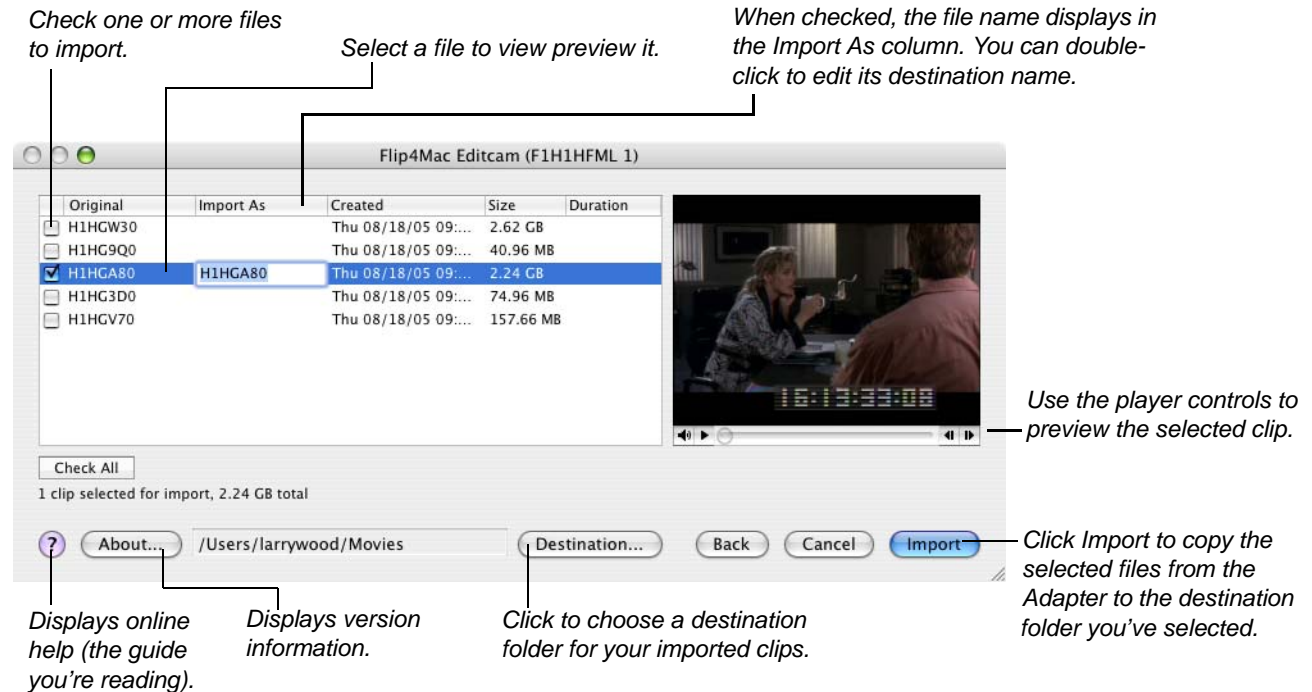 Check one or more files
to import.
Select a file to view preview it.
When checked, the file name displays in
the Import As column. You can double-
click to edit its destination name.
Flip4Mac Editcam (F1H1HFML 1)
Original Import As Created Size Duration
H1HGW30 Thu 08/18/05 09:... 2.62 GB
H1HG9Q0 Thu 08/18/05 09:... 40.96 MB
H1HGA80 H1HGA80 Thu 08/18/05 09:... 2.24 GB
H1HG3D0 Thu 08/18/05 09:... 74.96 MB
H1HGV70 Thu 08/18/05 09:... 157.66 MB
16:13:33:08
Use the player controls to
preview the selected clip.
Check All
1 clip selected for import, 2.24 GB total
? About... /Users/larrywood/Movies Destination... Back Cancel Import
Click Import to copy the
selected files from the
Adapter to the destination
folder you've selected.
Displays online
help (the guide
you're reading).
Displays version
information.
Click to choose a destination
folder for your imported clips.